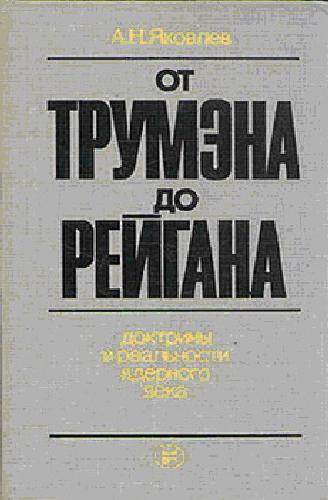 А.Н.Яковлев
ОТ
ТРУМЭНА
ДО
РЕЙГАНА
доктрины
и реальности
ядерного
века